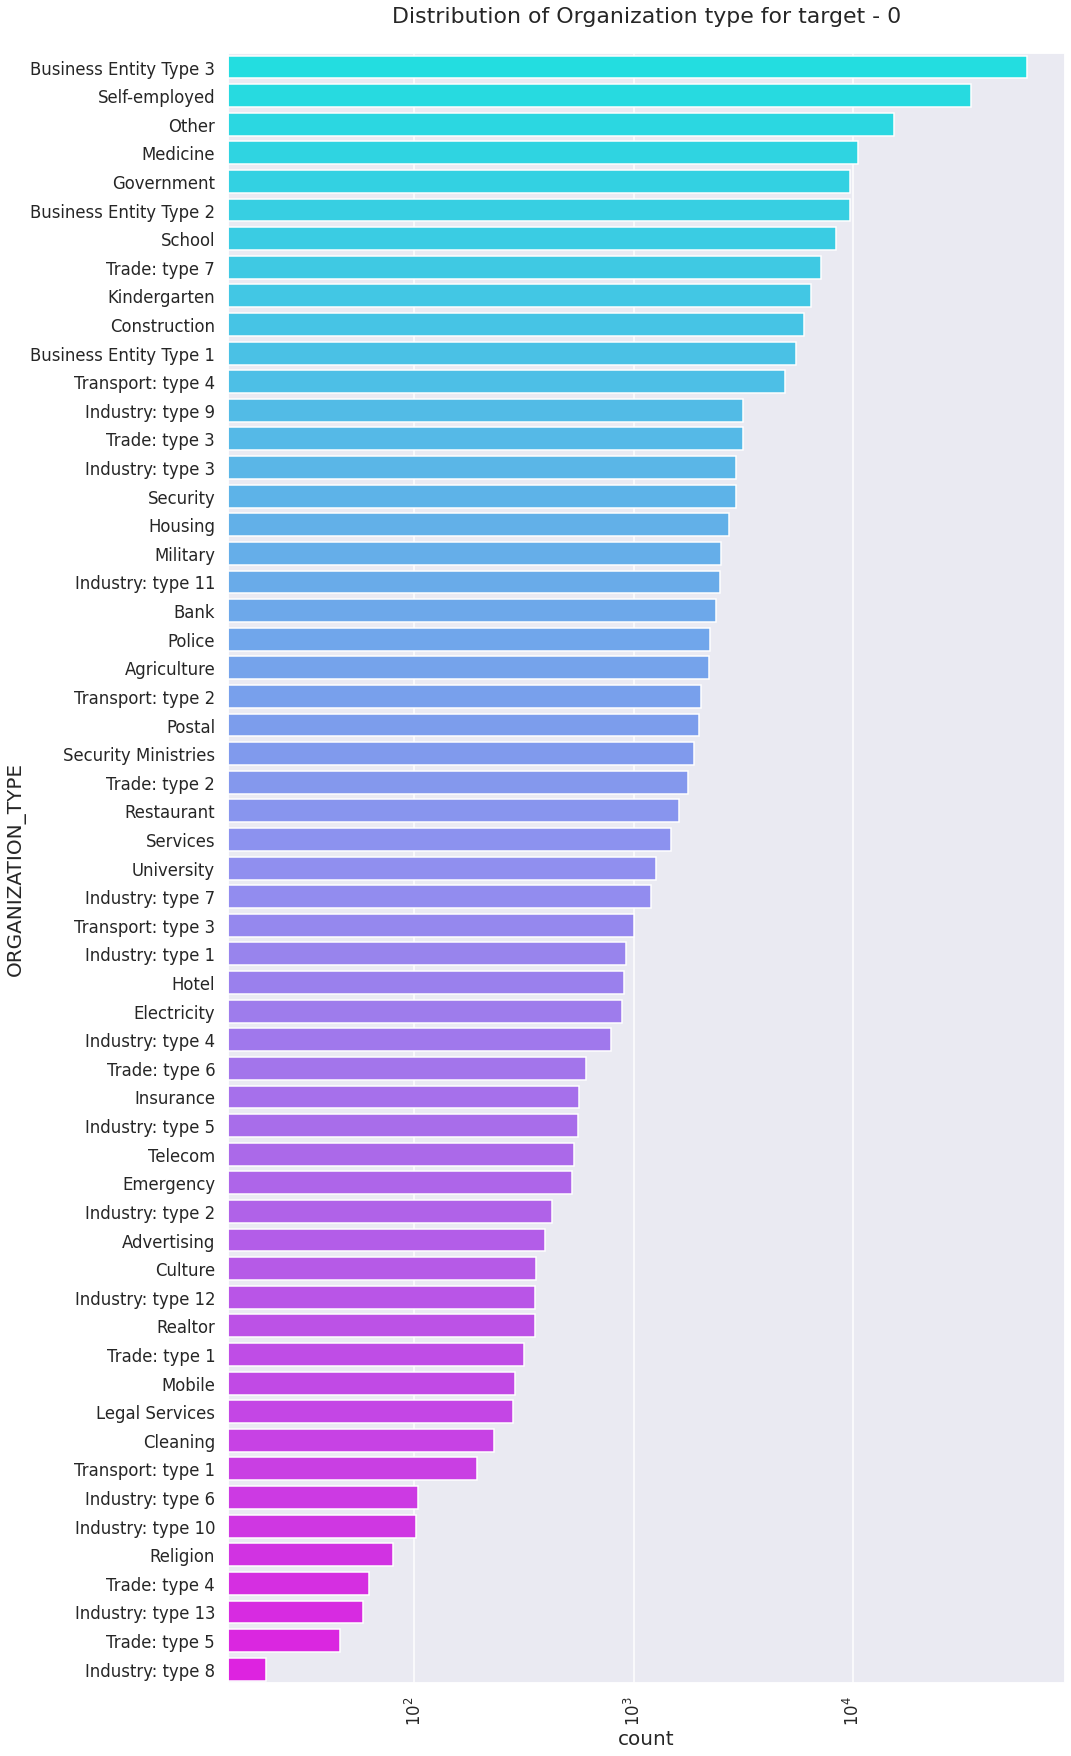 Distribution of Organization type for target - 0
Business Entity Type 3
Self-employed
Other
Medicine
Government
Business Entity Type 2
School
Trade: type 7
Kindergarten
Construction
Business Entity Type 1
Transport: type 4
Industry: type 9
Trade: type 3
Industry: type 3
Security
Housing
Military
Industry: type 11
Bank
Police
Agriculture
Transport: type 2
Postal
Security Ministries
Trade: type 2
Restaurant
Services
University
Industry: type 7
Transport: type 3
Industry: type 1
Hotel
Electricity
Industry: type 4
Trade: type 6
Insurance
Industry: type 5
Telecom
Emergency
Industry: type 2
Advertising
Culture
Industry: type 12
Realtor
Trade: type 1
Mobile
Legal Services
Cleaning
Transport: type 1
Industry: type 6
Industry: type 10
Religion
Trade: type 4
Industry: type 13
Trade: type 5
Industry: type 8
ORGANIZATION_TYPE
10²
10³
10⁴
count